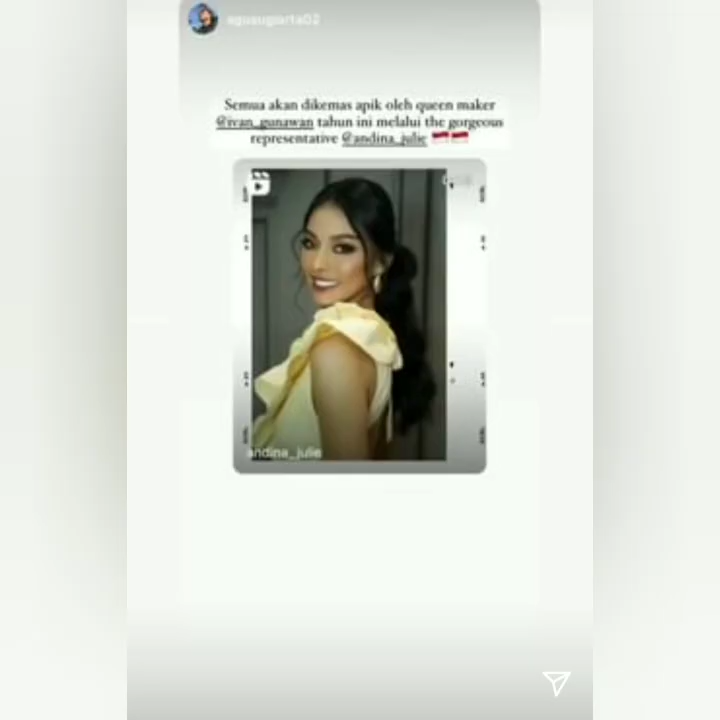 agusugiarta02
Semua akan dikemas apik oleh queen maker
@ivan_gunawan tahun ini melalui the gorgeous
representative @andina_julie
andina_julie